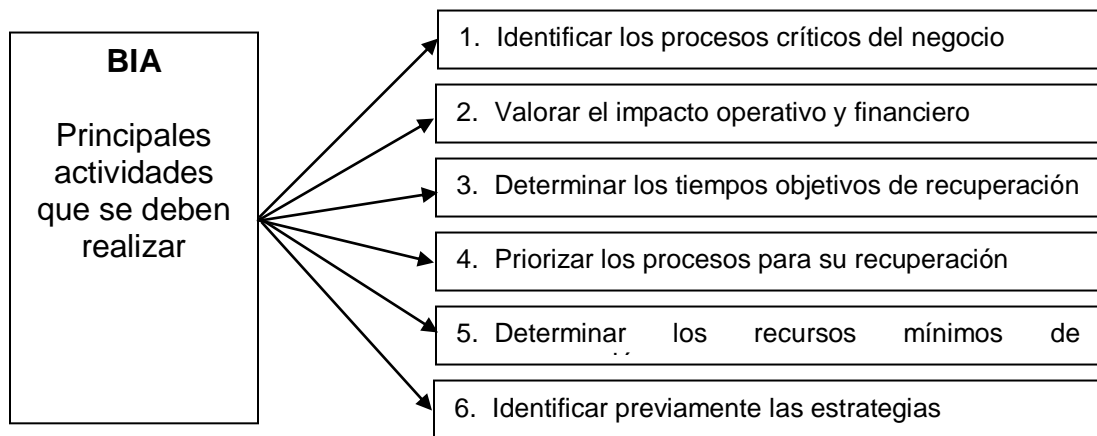 BIA
Principales
actividades
que se deben
realizar
1. Identificar los procesos críticos del negocio
2. Valorar el impacto operativo y financiero
3. Determinar los tiempos objetivos de recuperación
4. Priorizar los procesos para su recuperación
5. Determinar los recursos mínimos de
6. Identificar previamente las estrategias